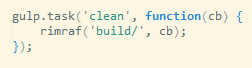 gulp.task('clean', function(cb) {
    rimraf('build/', cb);
});